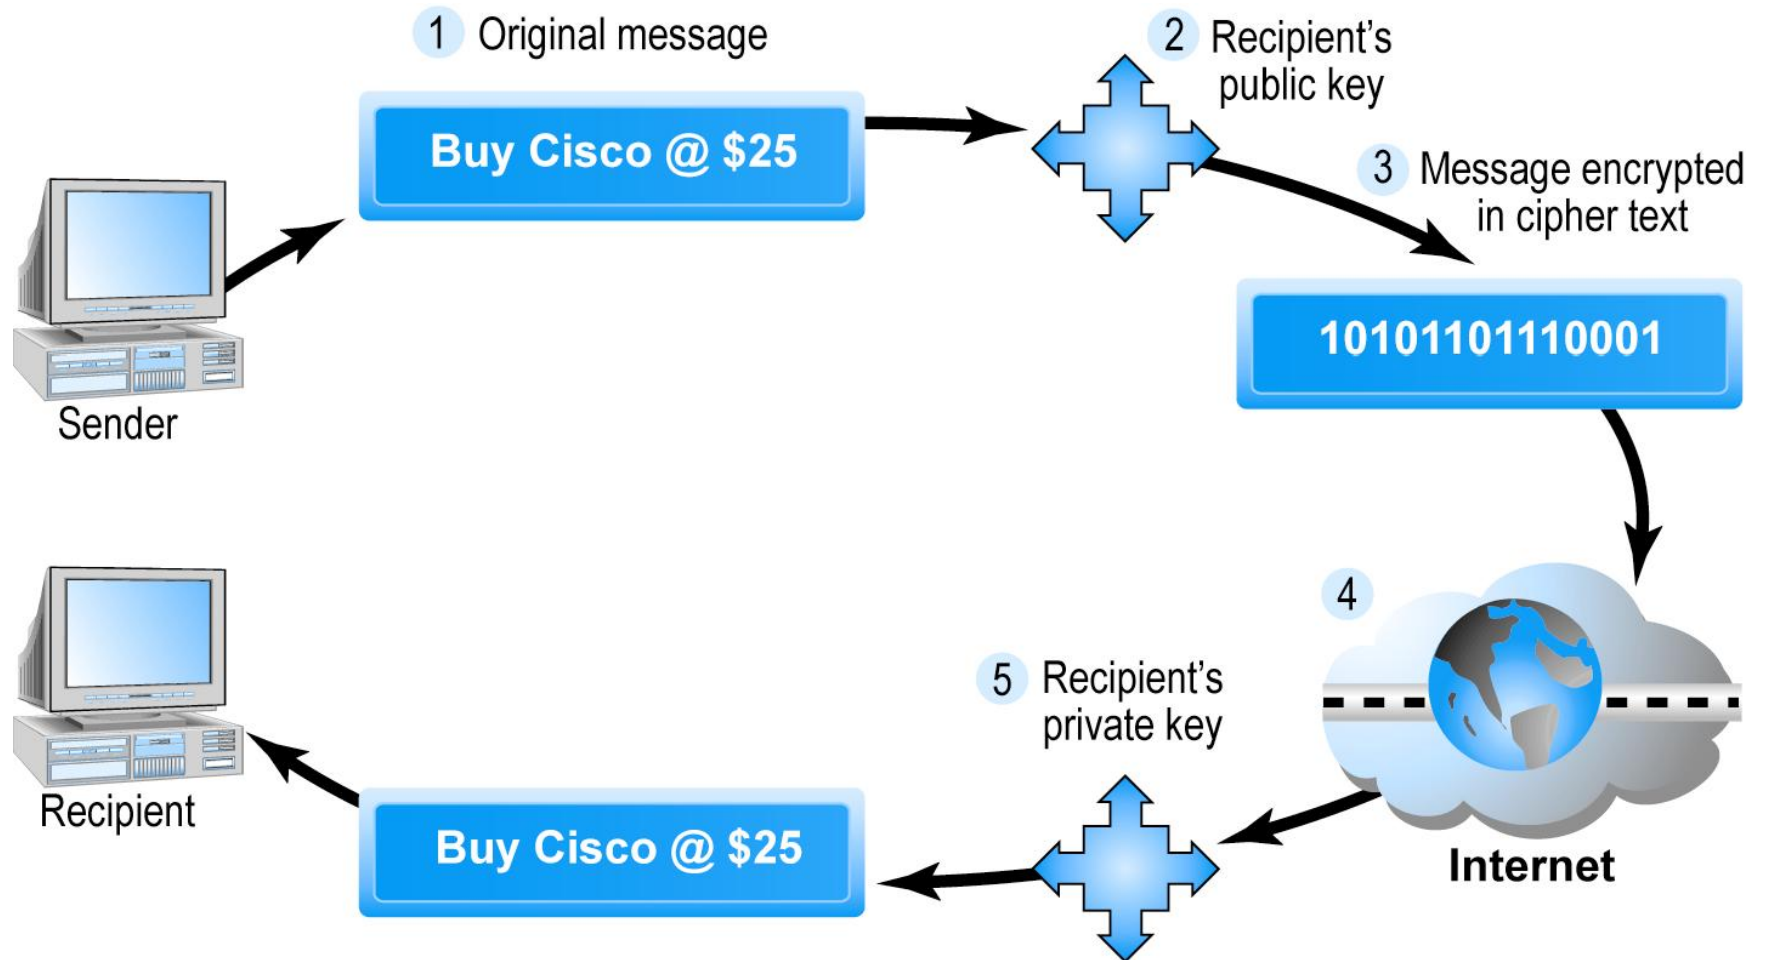 1 Original message
Buy Cisco @ $25
2 Recipient's
public key
3 Message encrypted
in cipher text
10101101110001
Sender
4
Internet
5 Recipient's
private key
Buy Cisco @ $25
Recipient